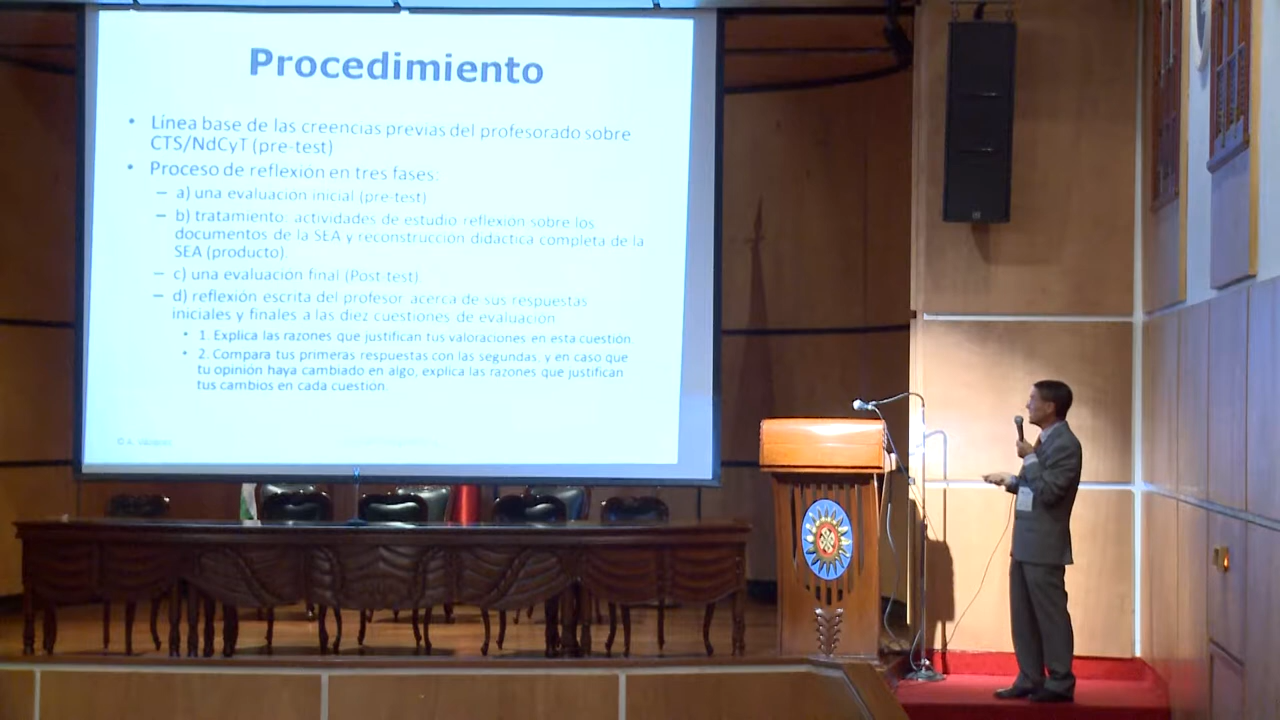 Procedimiento
• Línea base de las creencias previas del profesorado sobre
CTS/NdCyT (pre-test)
• Proceso de reflexión en tres fases:
– a) una evaluación inicial (pre-test)
– b) tratamiento: actividades de estudio reflexión sobre los
documentos de la SEA y reconstrucción didáctica completa de la
SEA (producto).
– c) una evaluación final (Post test).
– d) reflexión escrita del profesor acerca de sus respuestas
iniciales y finales a las diez cuestiones de evaluación
• 1. Explica las razones que justifican tus valoraciones en esta cuestión.
• 2. Compara tus primeras respuestas con las segundas, y en caso que
tu opinión haya cambiado en algo, explica las razones que justifican
tus cambios en cada cuestión.